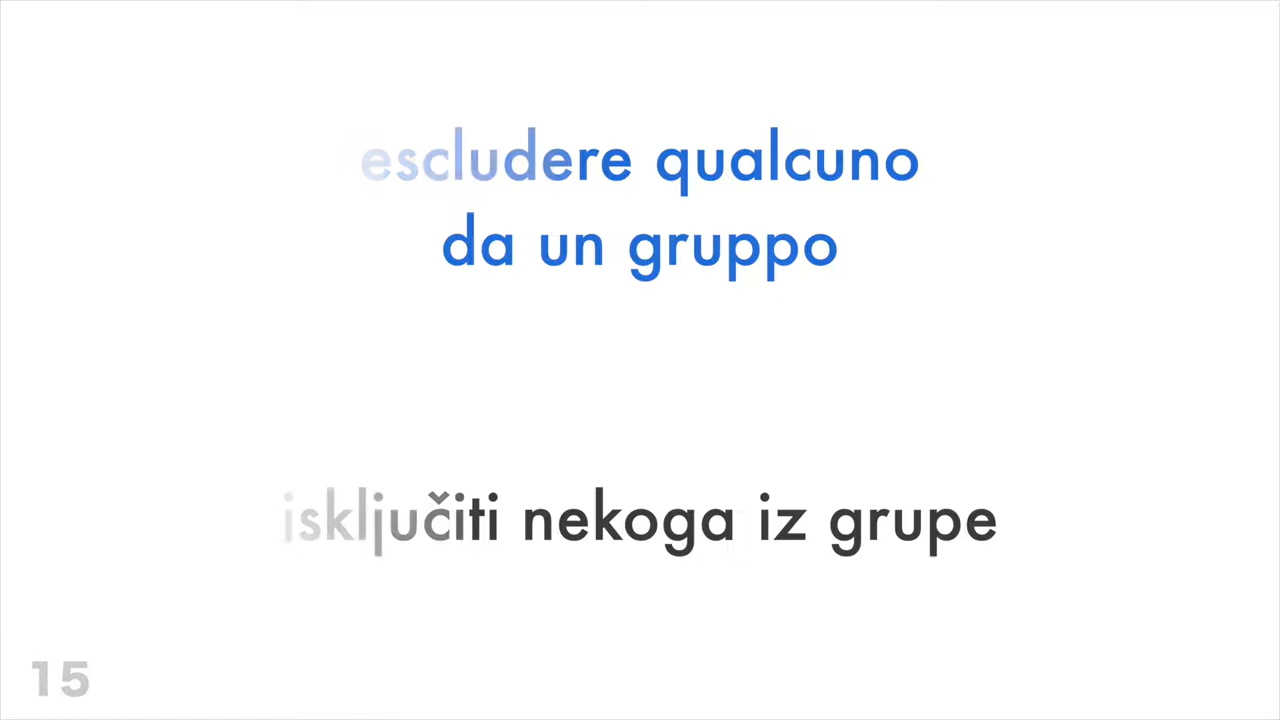 escludere qualcuno
da un gruppo
isključiti nekoga iz grupe
15